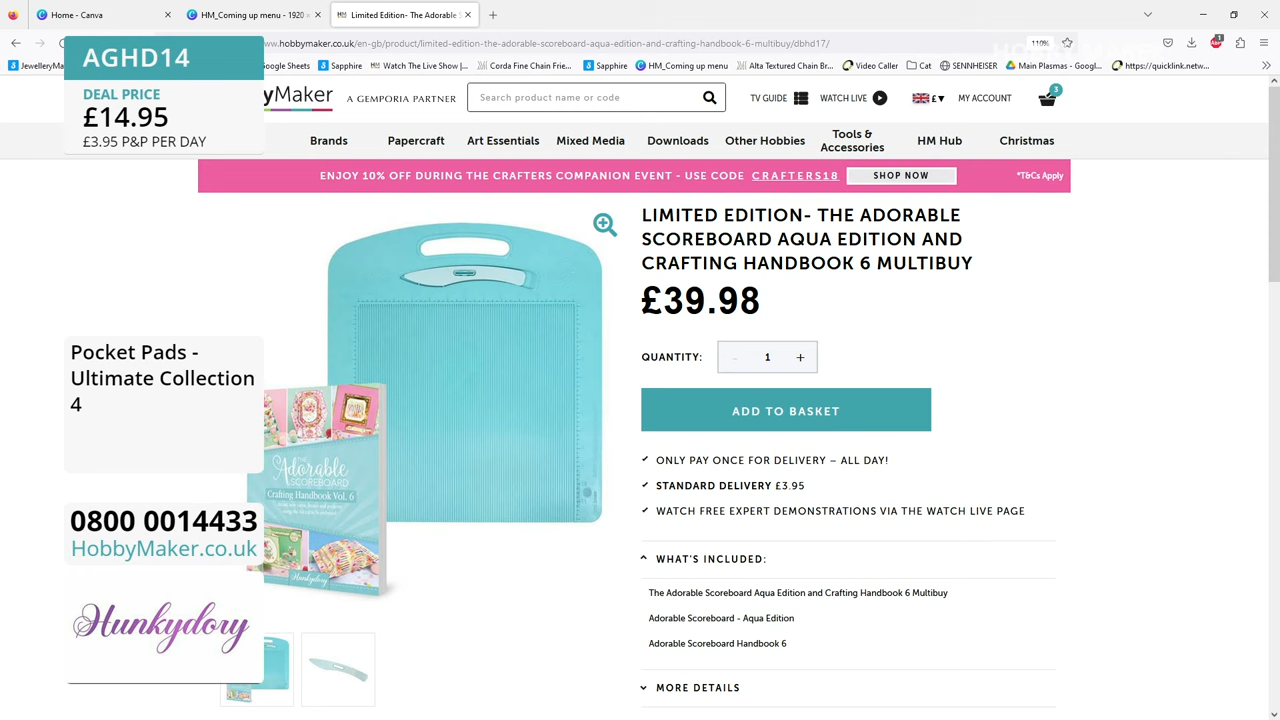 Home - Canva
HM_Coming up menu - 1920
Limited Edition- The Adorable S
AGHD14
DEAL PRICE
£14.95
£3.95 P&P PER DAY
www.hobbymaker.co.uk/en-gb/product/limited-edition-the-adorable-scoreboard-aqua-edition-and-crafting-handbook-6-multibuy/dbhd17/
110%
HOBBY MAKER
JewelleryMa
Google Sheets
Sapphire
Watch The Live Show |...
Corda Fine Chain Frie...
Sapphire
HM_Coming up menu
Alta Textured Chain Br...
Video Caller
Cat
SENNHEISER
Main Plasmas - Googl...
https://quicklink.netw...
byMaker
A GEMPORIA PARTNER
Search product name or code
TV GUIDE
WATCH LIVE
£
MY ACCOUNT
3
Brands
Papercraft
Art Essentials
Mixed Media
Downloads
Other Hobbies
Tools & Accessories
HM Hub
Christmas
ENJOY 10% OFF DURING THE CRAFTERS COMPANION EVENT - USE CODE CRAFTERS18
SHOP NOW
*T&Cs Apply
LIMITED EDITION- THE ADORABLE
SCOREBOARD AQUA EDITION AND
CRAFTING HANDBOOK 6 MULTIBUY
£39.98
QUANTITY:
- 1 +
ADD TO BASKET
ONLY PAY ONCE FOR DELIVERY – ALL DAY!
STANDARD DELIVERY £3.95
WATCH FREE EXPERT DEMONSTRATIONS VIA THE WATCH LIVE PAGE
WHAT'S INCLUDED:
The Adorable Scoreboard Aqua Edition and Crafting Handbook 6 Multibuy
Adorable Scoreboard - Aqua Edition
Adorable Scoreboard Handbook 6
MORE DETAILS
Pocket Pads -
Ultimate Collection
4
0800 0014433
HobbyMaker.co.uk
Hunkydory
THE
Adorable
SCOREBOARD
Crafting Handbook Vol. 6
Hunkydory